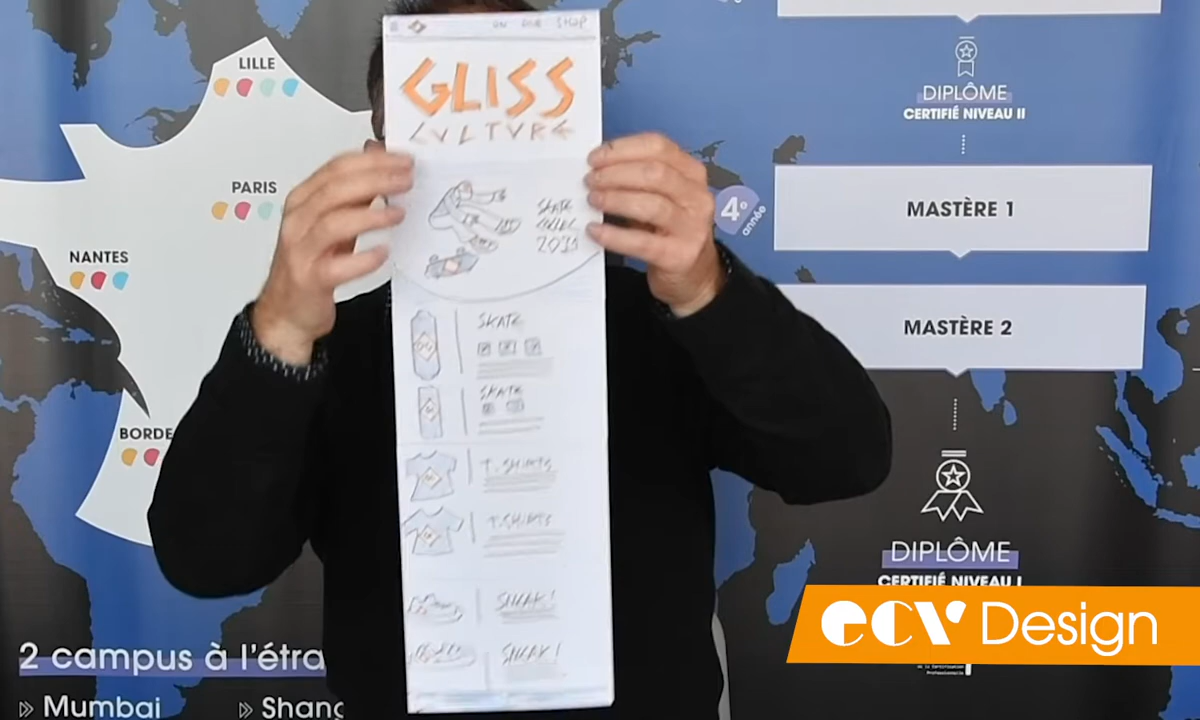 LILLE
PARIS
NANTES
BORDE
2 campus à l'étra
Mumbai
Shang
SHOP
GLISS
CULTURE
SKATE
SKATE
SKATE
T.SHIRTS
T.SHIRTS
SNEAK!
SNEAK!
DIPLÔME
CERTIFIÉ NIVEAU II
4e année
MASTÈRE 1
MASTÈRE 2
DIPLÔME
CERTIFIÉ NIVEAU I
ecv Design